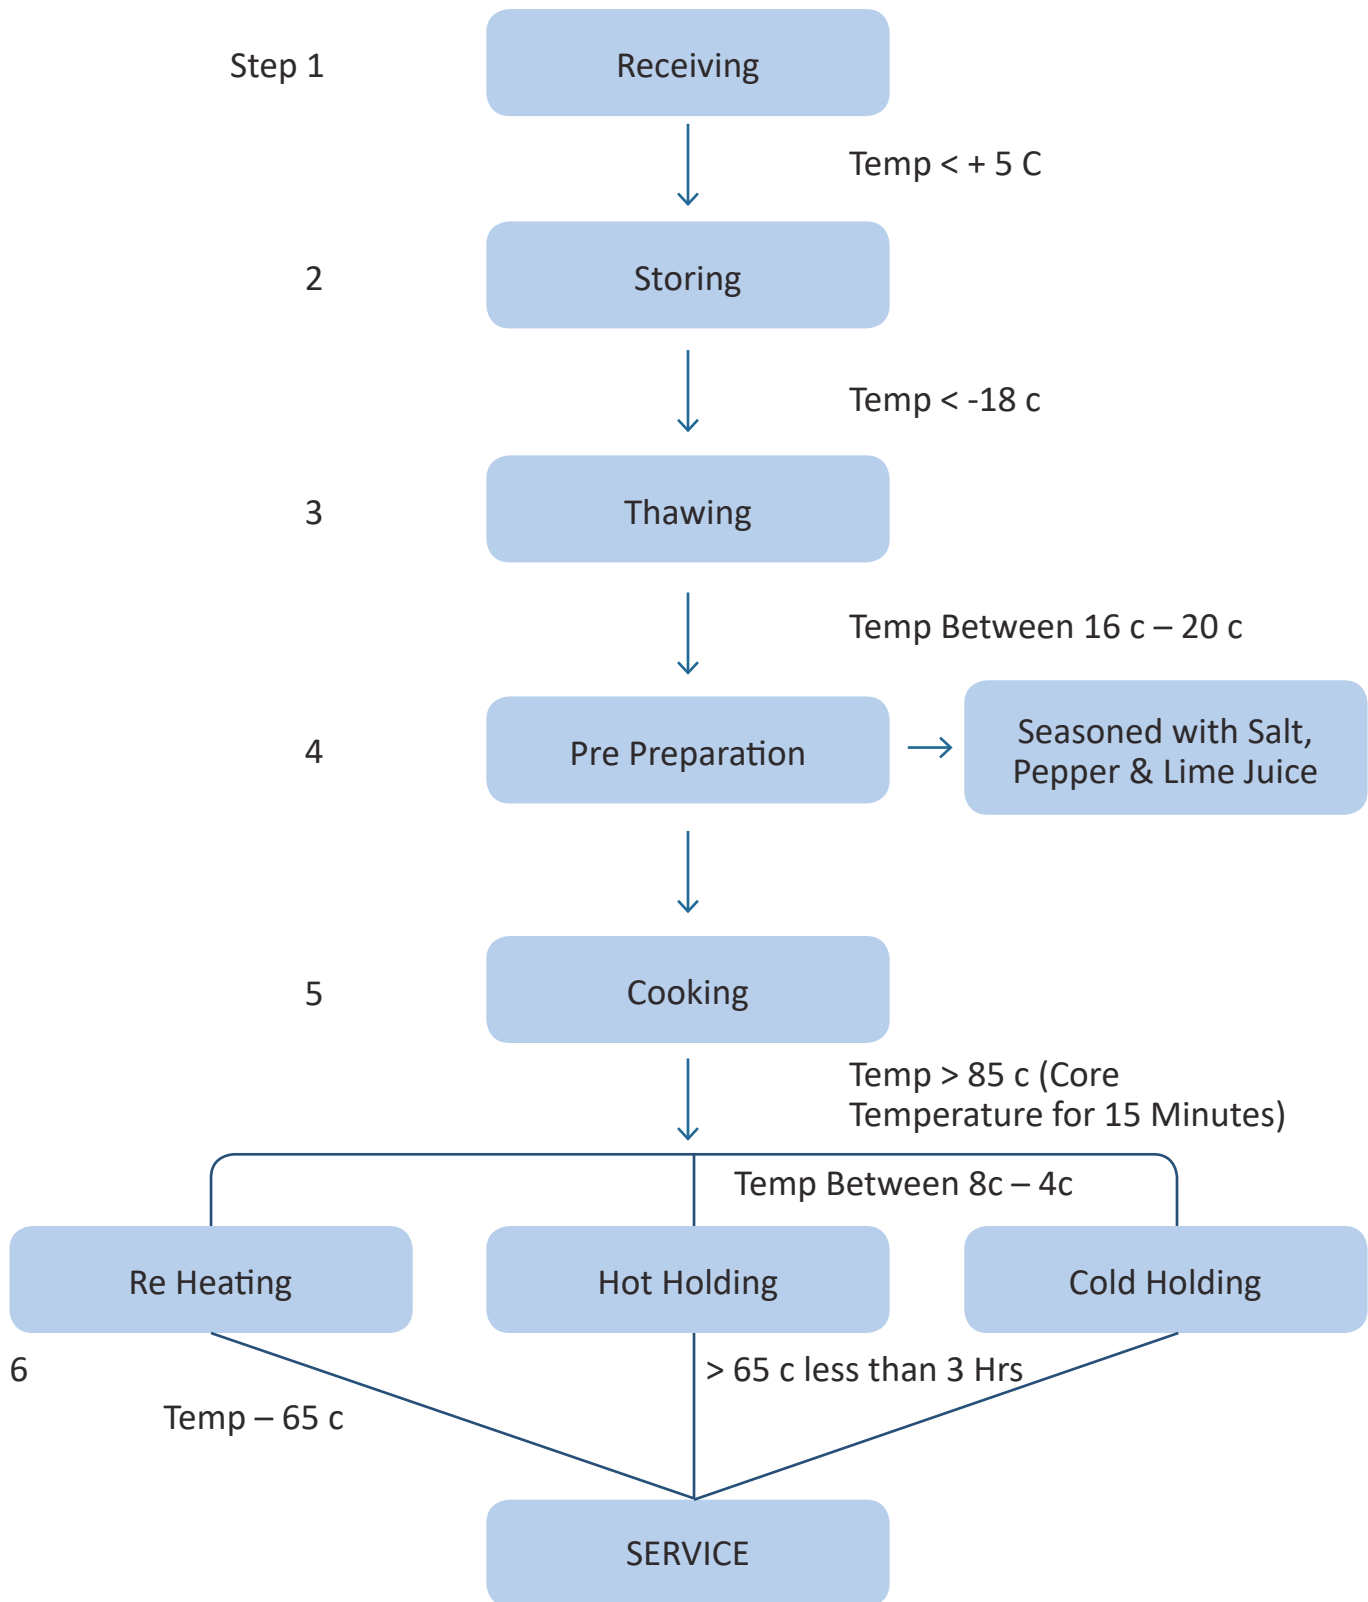 Step 1
Receiving
Temp < + 5 C
2
Storing
Temp < -18 c
3
Thawing
Temp Between 16 c – 20 c
4
Pre Preparation
Seasoned with Salt,
Pepper & Lime Juice
5
Cooking
Temp > 85 c (Core
Temperature for 15 Minutes)
Temp Between 8c – 4c
Re Heating
Hot Holding
Cold Holding
6
> 65 c less than 3 Hrs
Temp – 65 c
SERVICE